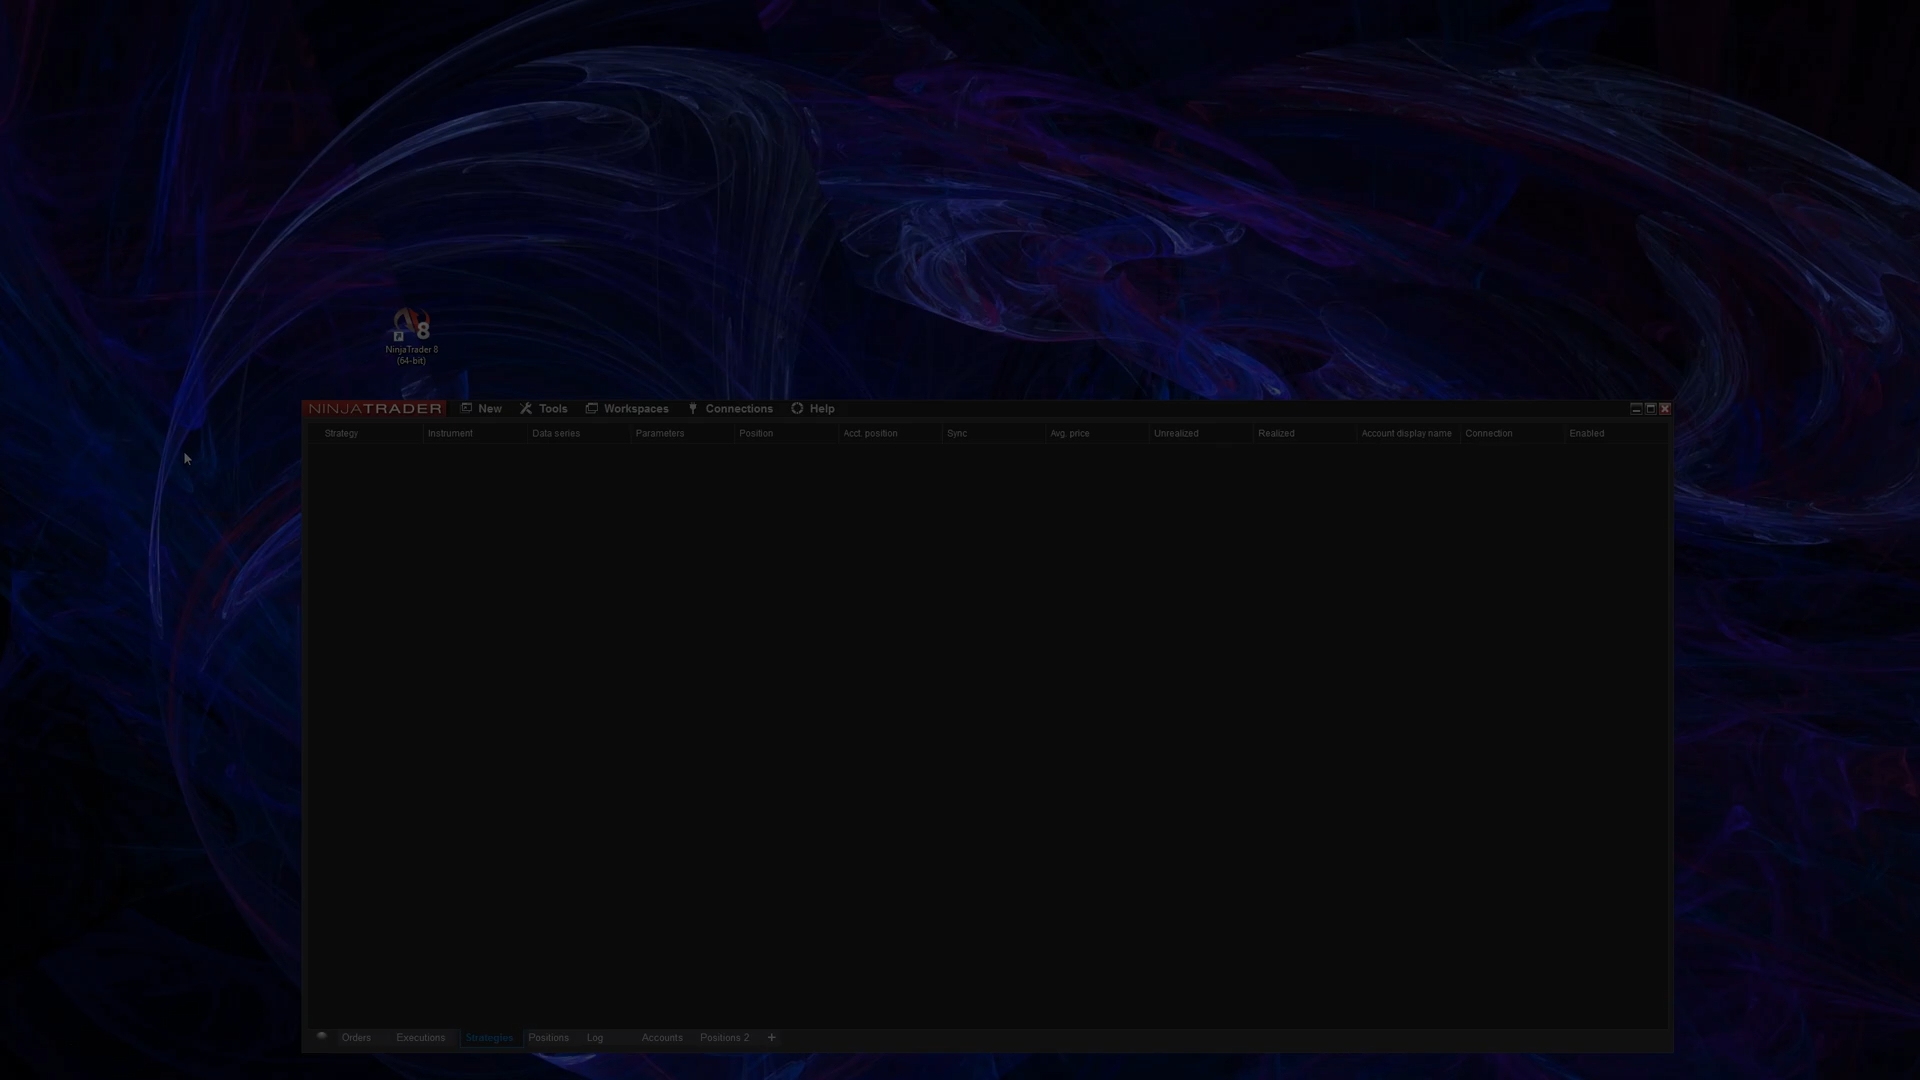 8
NinjaTrader 8
(64-bit)
NINJATRADER New Tools Workspaces Connections Help
Strategy Instrument Data series Parameters Position Acct. position Sync Avg. price Unrealized Realized Account display name Connection Enabled
Orders Executions Strategies Positions Log Accounts Positions 2 +